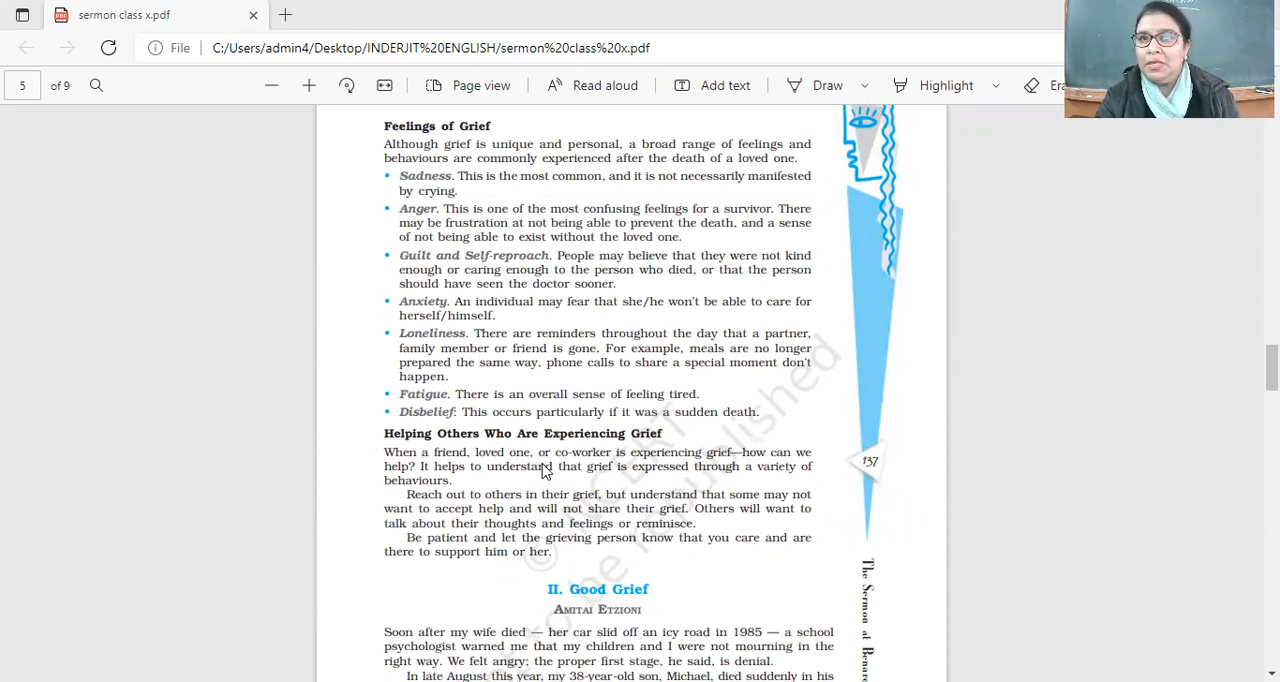 sermon class x.pdf
File
C:/Users/admin4/Desktop/INDERJIT%20ENGLISH/sermon%20class%20x.pdf
5 of 9
Page view
Read aloud
Add text
Draw
Highlight
Era
Feelings of Grief
Although grief is unique and personal, a broad range of feelings and
behaviours are commonly experienced after the death of a loved one.
• Sadness. This is the most common, and it is not necessarily manifested
by crying.
• Anger. This is one of the most confusing feelings for a survivor. There
may be frustration at not being able to prevent the death, and a sense
of not being able to exist without the loved one.
• Guilt and Self-reproach. People may believe that they were not kind
enough or caring enough to the person who died, or that the person
should have seen the doctor sooner.
• Anxiety. An individual may fear that she/he won't be able to care for
herself/himself.
• Loneliness. There are reminders throughout the day that a partner,
family member or friend is gone. For example, meals are no longer
prepared the same way, phone calls to share a special moment don't
happen.
• Fatigue. There is an overall sense of feeling tired.
• Disbelief: This occurs particularly if it was a sudden death.
Helping Others Who Are Experiencing Grief
When a friend, loved one, or co-worker is experiencing grief—how can we
help? It helps to understand that grief is expressed through a variety of
behaviours.
Reach out to others in their grief, but understand that some may not
want to accept help and will not share their grief. Others will want to
talk about their thoughts and feelings or reminisce.
Be patient and let the grieving person know that you care and are
there to support him or her.
II. Good Grief
AMITAI ETZIONI
Soon after my wife died — her car slid off an icy road in 1985 — a school
psychologist warned me that my children and I were not mourning in the
right way. We felt angry; the proper first stage, he said, is denial.
In late August this year, my 38-year-old son, Michael, died suddenly in his
137
The Sermon at Benare
© NCERT
to be republished